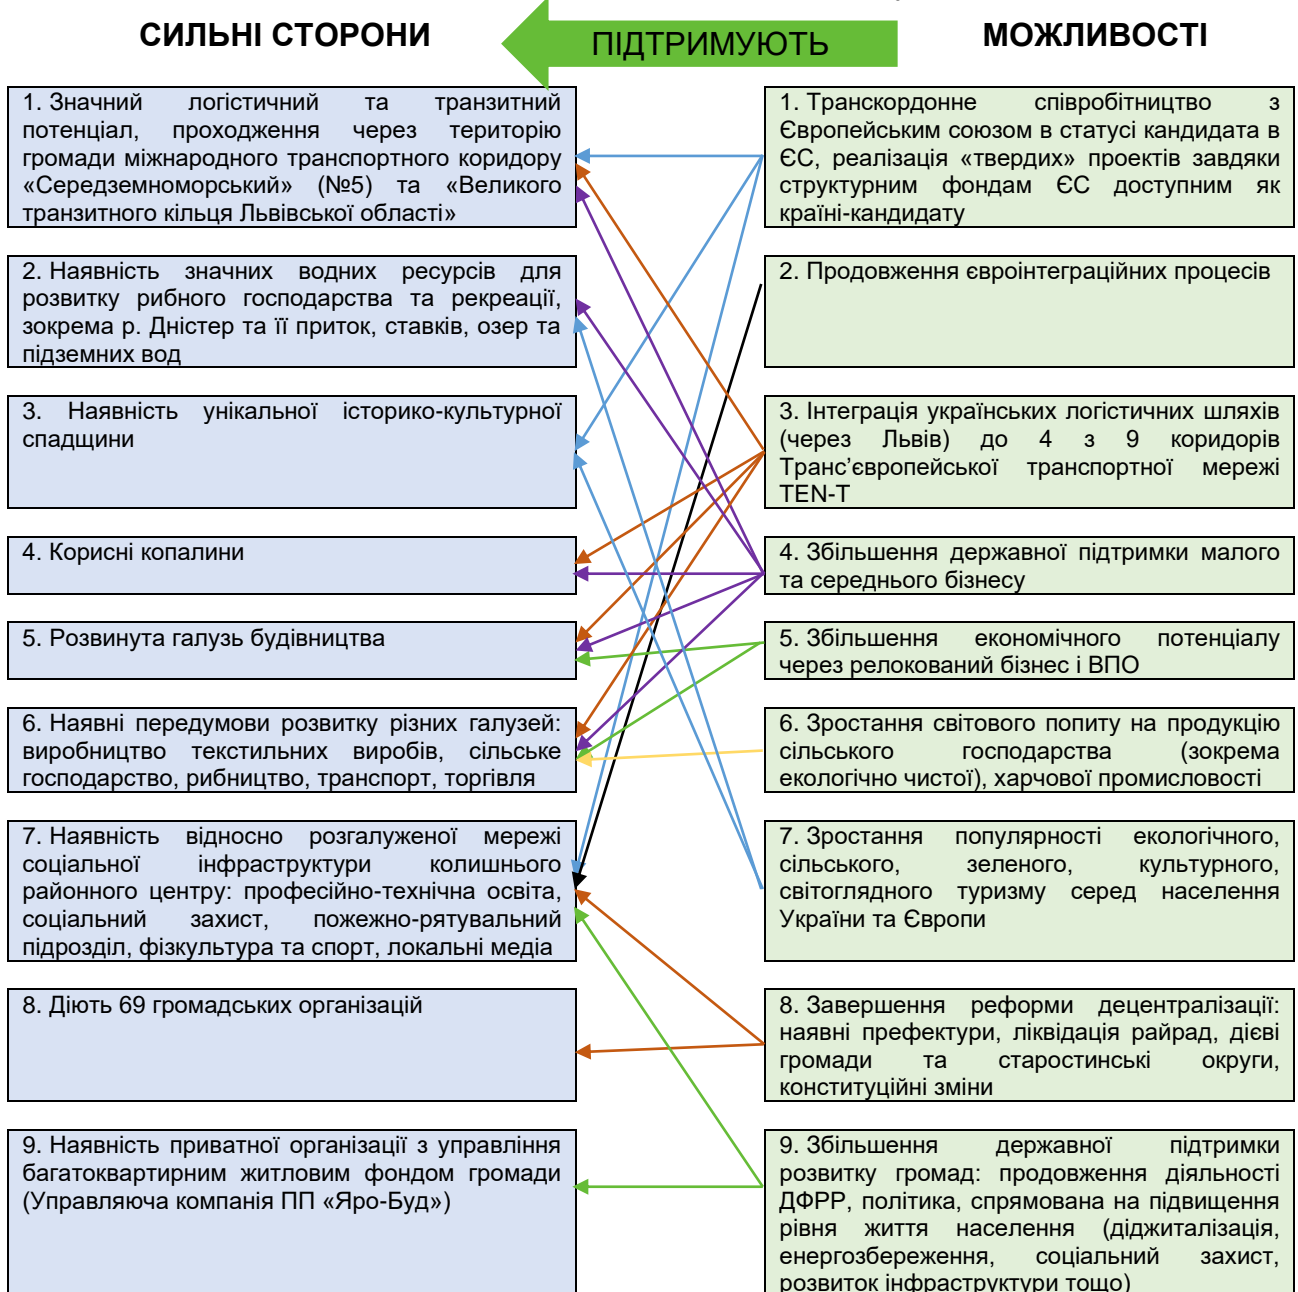 СИЛЬНІ СТОРОНИ
ПІДТРИМУЮТЬ
МОЖЛИВОСТІ
1. Значний логістичний та транзитний
потенціал, проходження через територію
громади міжнародного транспортного коридору
«Середземноморський» (№5) та «Великого
транзитного кільця Львівської області»
2. Наявність значних водних ресурсів для
розвитку рибного господарства та рекреації,
зокрема р. Дністер та її приток, ставків, озер та
підземних вод
3. Наявність унікальної історико-культурної
спадщини
4. Корисні копалини
5. Розвинута галузь будівництва
6. Наявні передумови розвитку різних галузей:
виробництво текстильних виробів, сільське
господарство, рибництво, транспорт, торгівля
7. Наявність відносно розгалуженої мережі
соціальної інфраструктури колишнього
районного центру: професійно-технічна освіта,
соціальний захист, пожежно-рятувальний
підрозділ, фізкультура та спорт, локальні медіа
8. Діють 69 громадських організацій
9. Наявність приватної організації з управління
багатоквартирним житловим фондом громади
(Управляюча компанія ПП «Яро-Буд»)
1. Транскордонне співробітництво з
Європейським союзом в статусі кандидата в
ЄС, реалізація «твердих» проектів завдяки
структурним фондам ЄС доступним як
країні-кандидату
2. Продовження євроінтеграційних процесів
3. Інтеграція українських логістичних шляхів
(через Львів) до 4 з 9 коридорів
Транс’європейської транспортної мережі
TEN-T
4. Збільшення державної підтримки малого
та середнього бізнесу
5. Збільшення економічного потенціалу
через релокований бізнес і ВПО
6. Зростання світового попиту на продукцію
сільського господарства (зокрема
екологічно чистої), харчової промисловості
7. Зростання популярності екологічного,
сільського, зеленого, культурного,
світоглядного туризму серед населення
України та Європи
8. Завершення реформи децентралізації:
наявні префектури, ліквідація райрад, дієві
громади та старостинські округи,
конституційні зміни
9. Збільшення державної підтримки
розвитку громад: продовження діяльності
ДФРР, політика, спрямована на підвищення
рівня життя населення (діджиталізація,
енергозбереження, соціальний захист,
розвиток інфраструктури тощо)